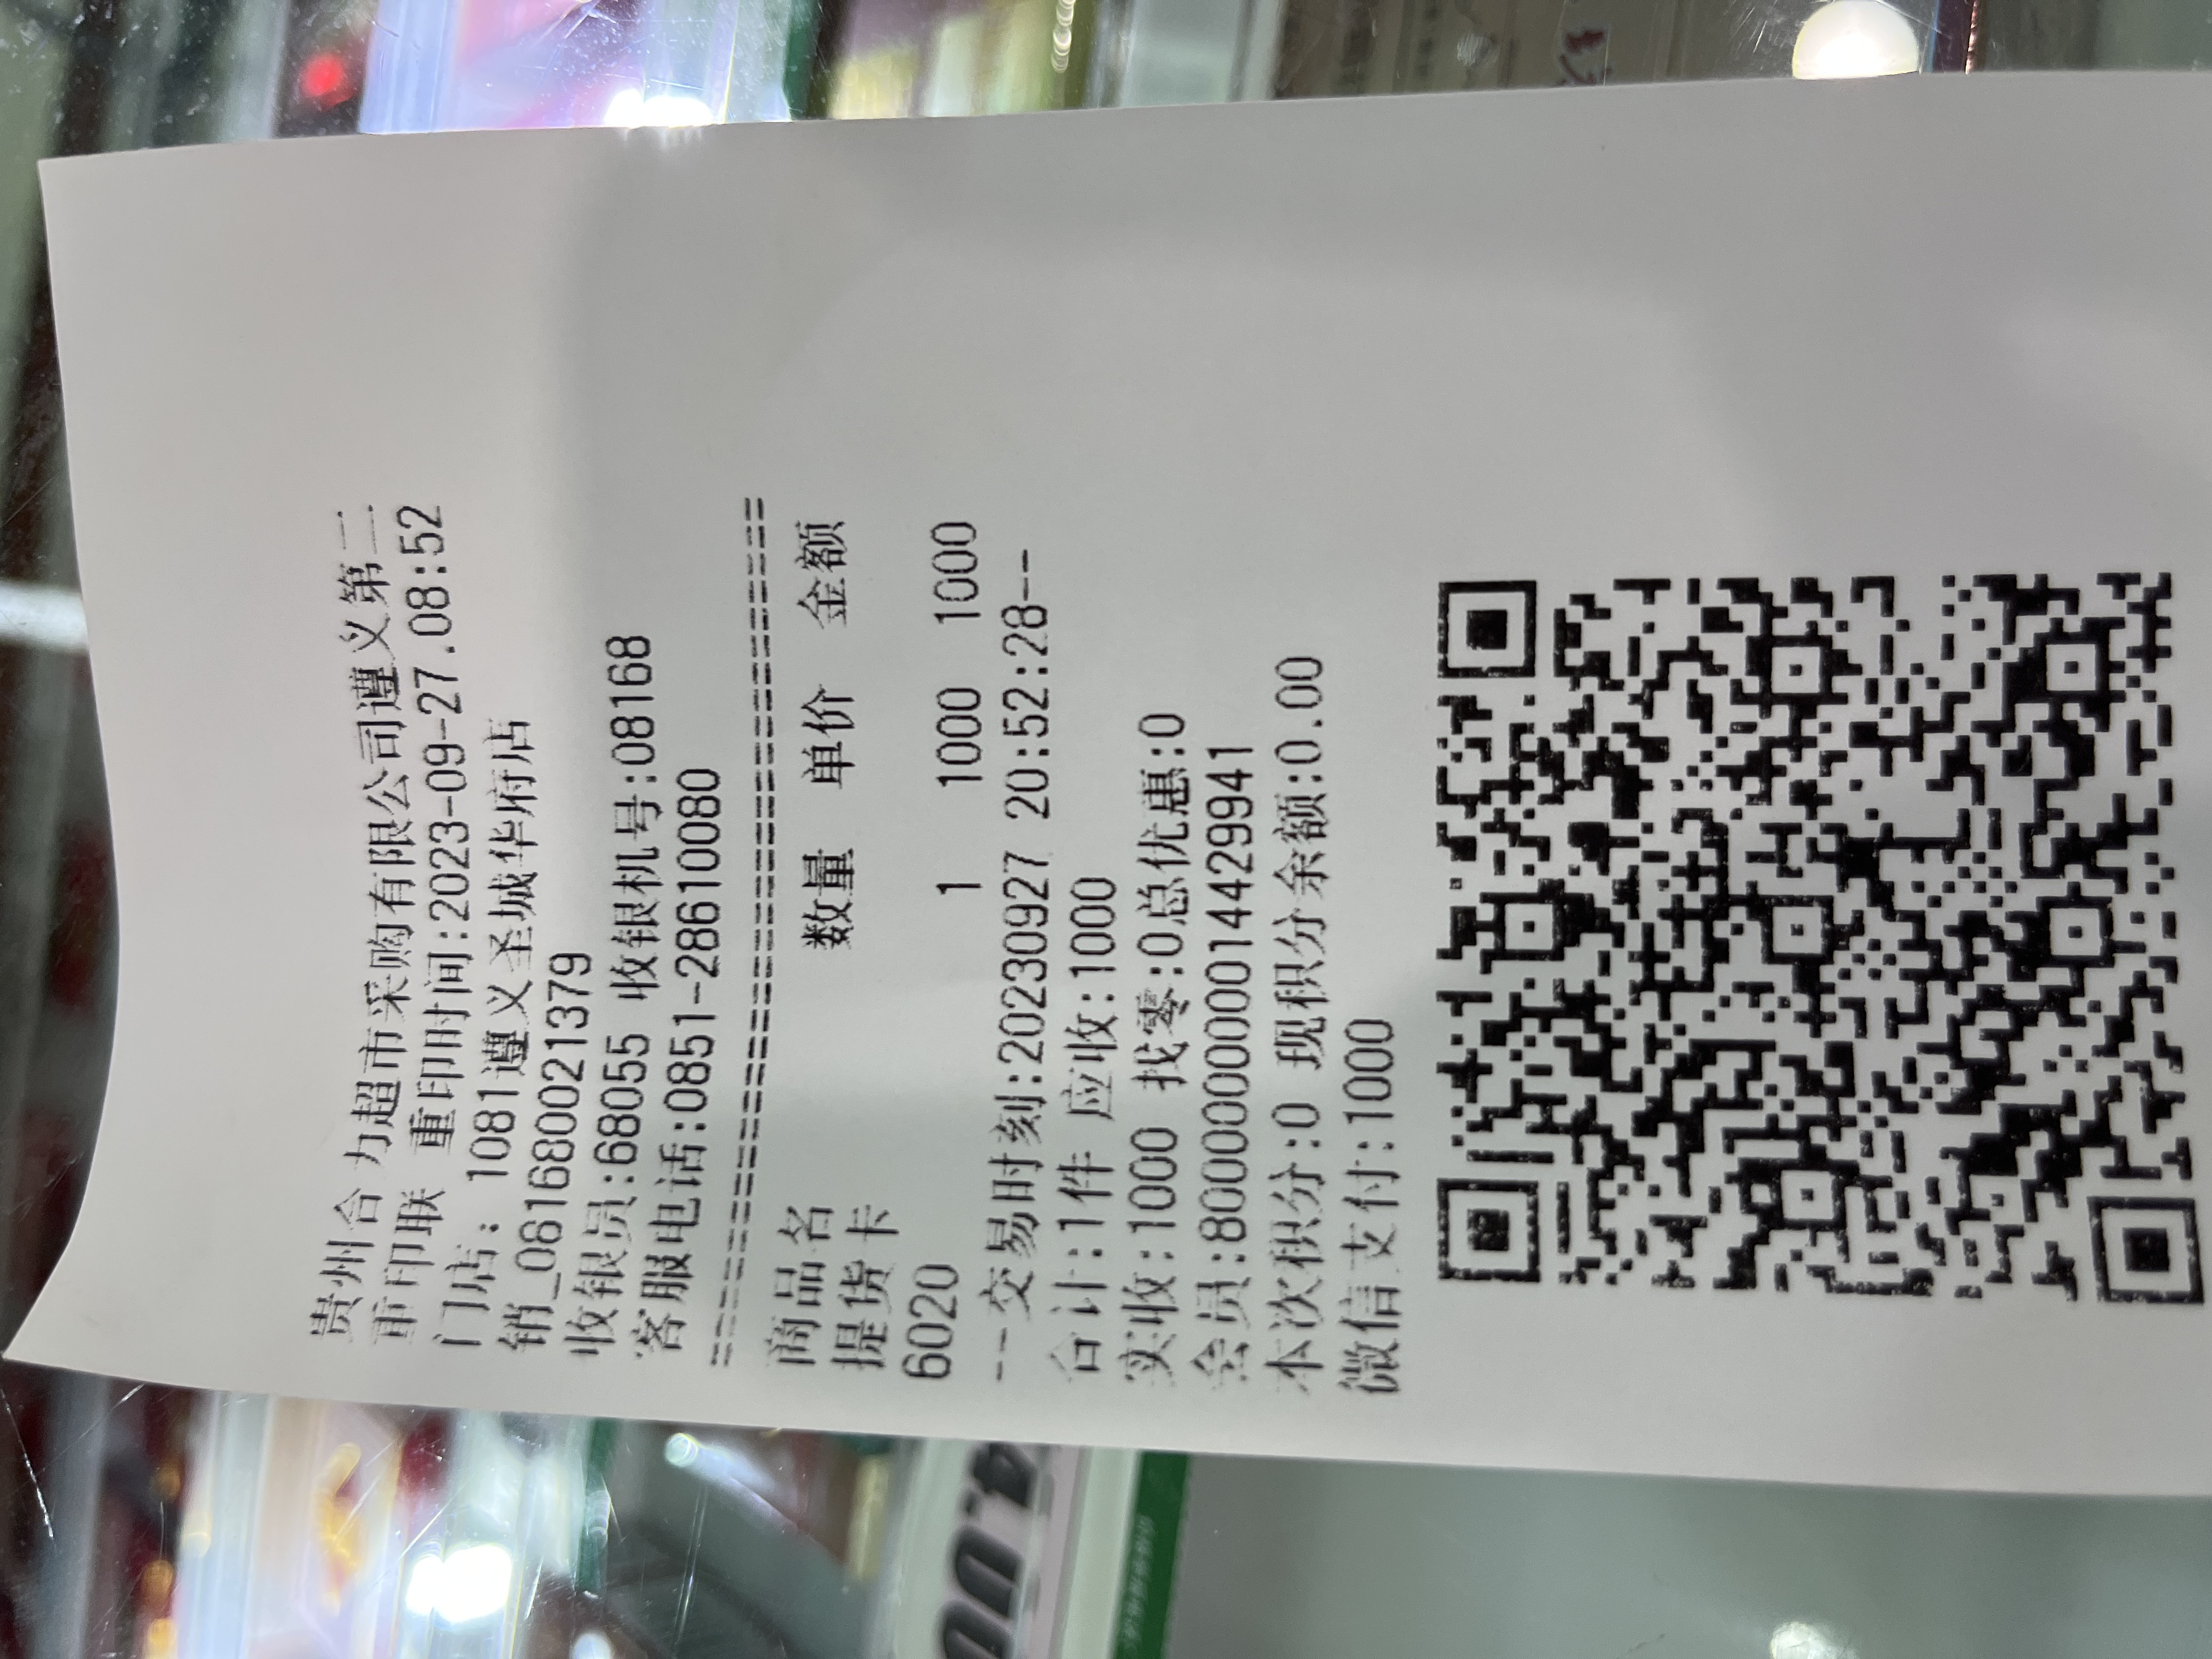 贵州合力超市采购有限公司遵义第二
重印联 重印时间:2023-09-27.08:52
门店: 1081遵义圣城华府店
销_0816800021379
收银员:68055 收银机号:08168
客服电话:0851-28610080
================================
商品名 数量 单价 金额
提货卡
6020 1 1000 1000
--交易时刻:20230927 20:52:28--
合计:1件 应收:1000
实收:1000 找零:0总优惠:0
会员:8000000000014429941
本次积分:0 现积分余额:0.00
微信支付:1000